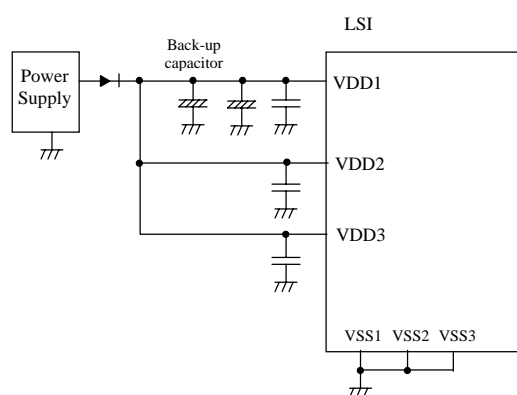 LSI
Back-up
capacitor
Power
Supply
VDD1
VDD2
VDD3
VSS1 VSS2 VSS3